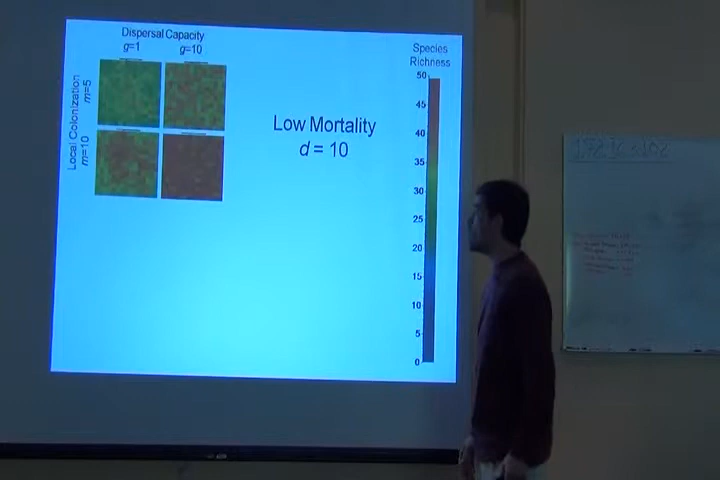 Dispersal Capacity
g=1 g=10
Local Colonization
m=5
m=10
Low Mortality
d = 10
Species
Richness
50
45
40
35
30
25
20
15
10
5
0